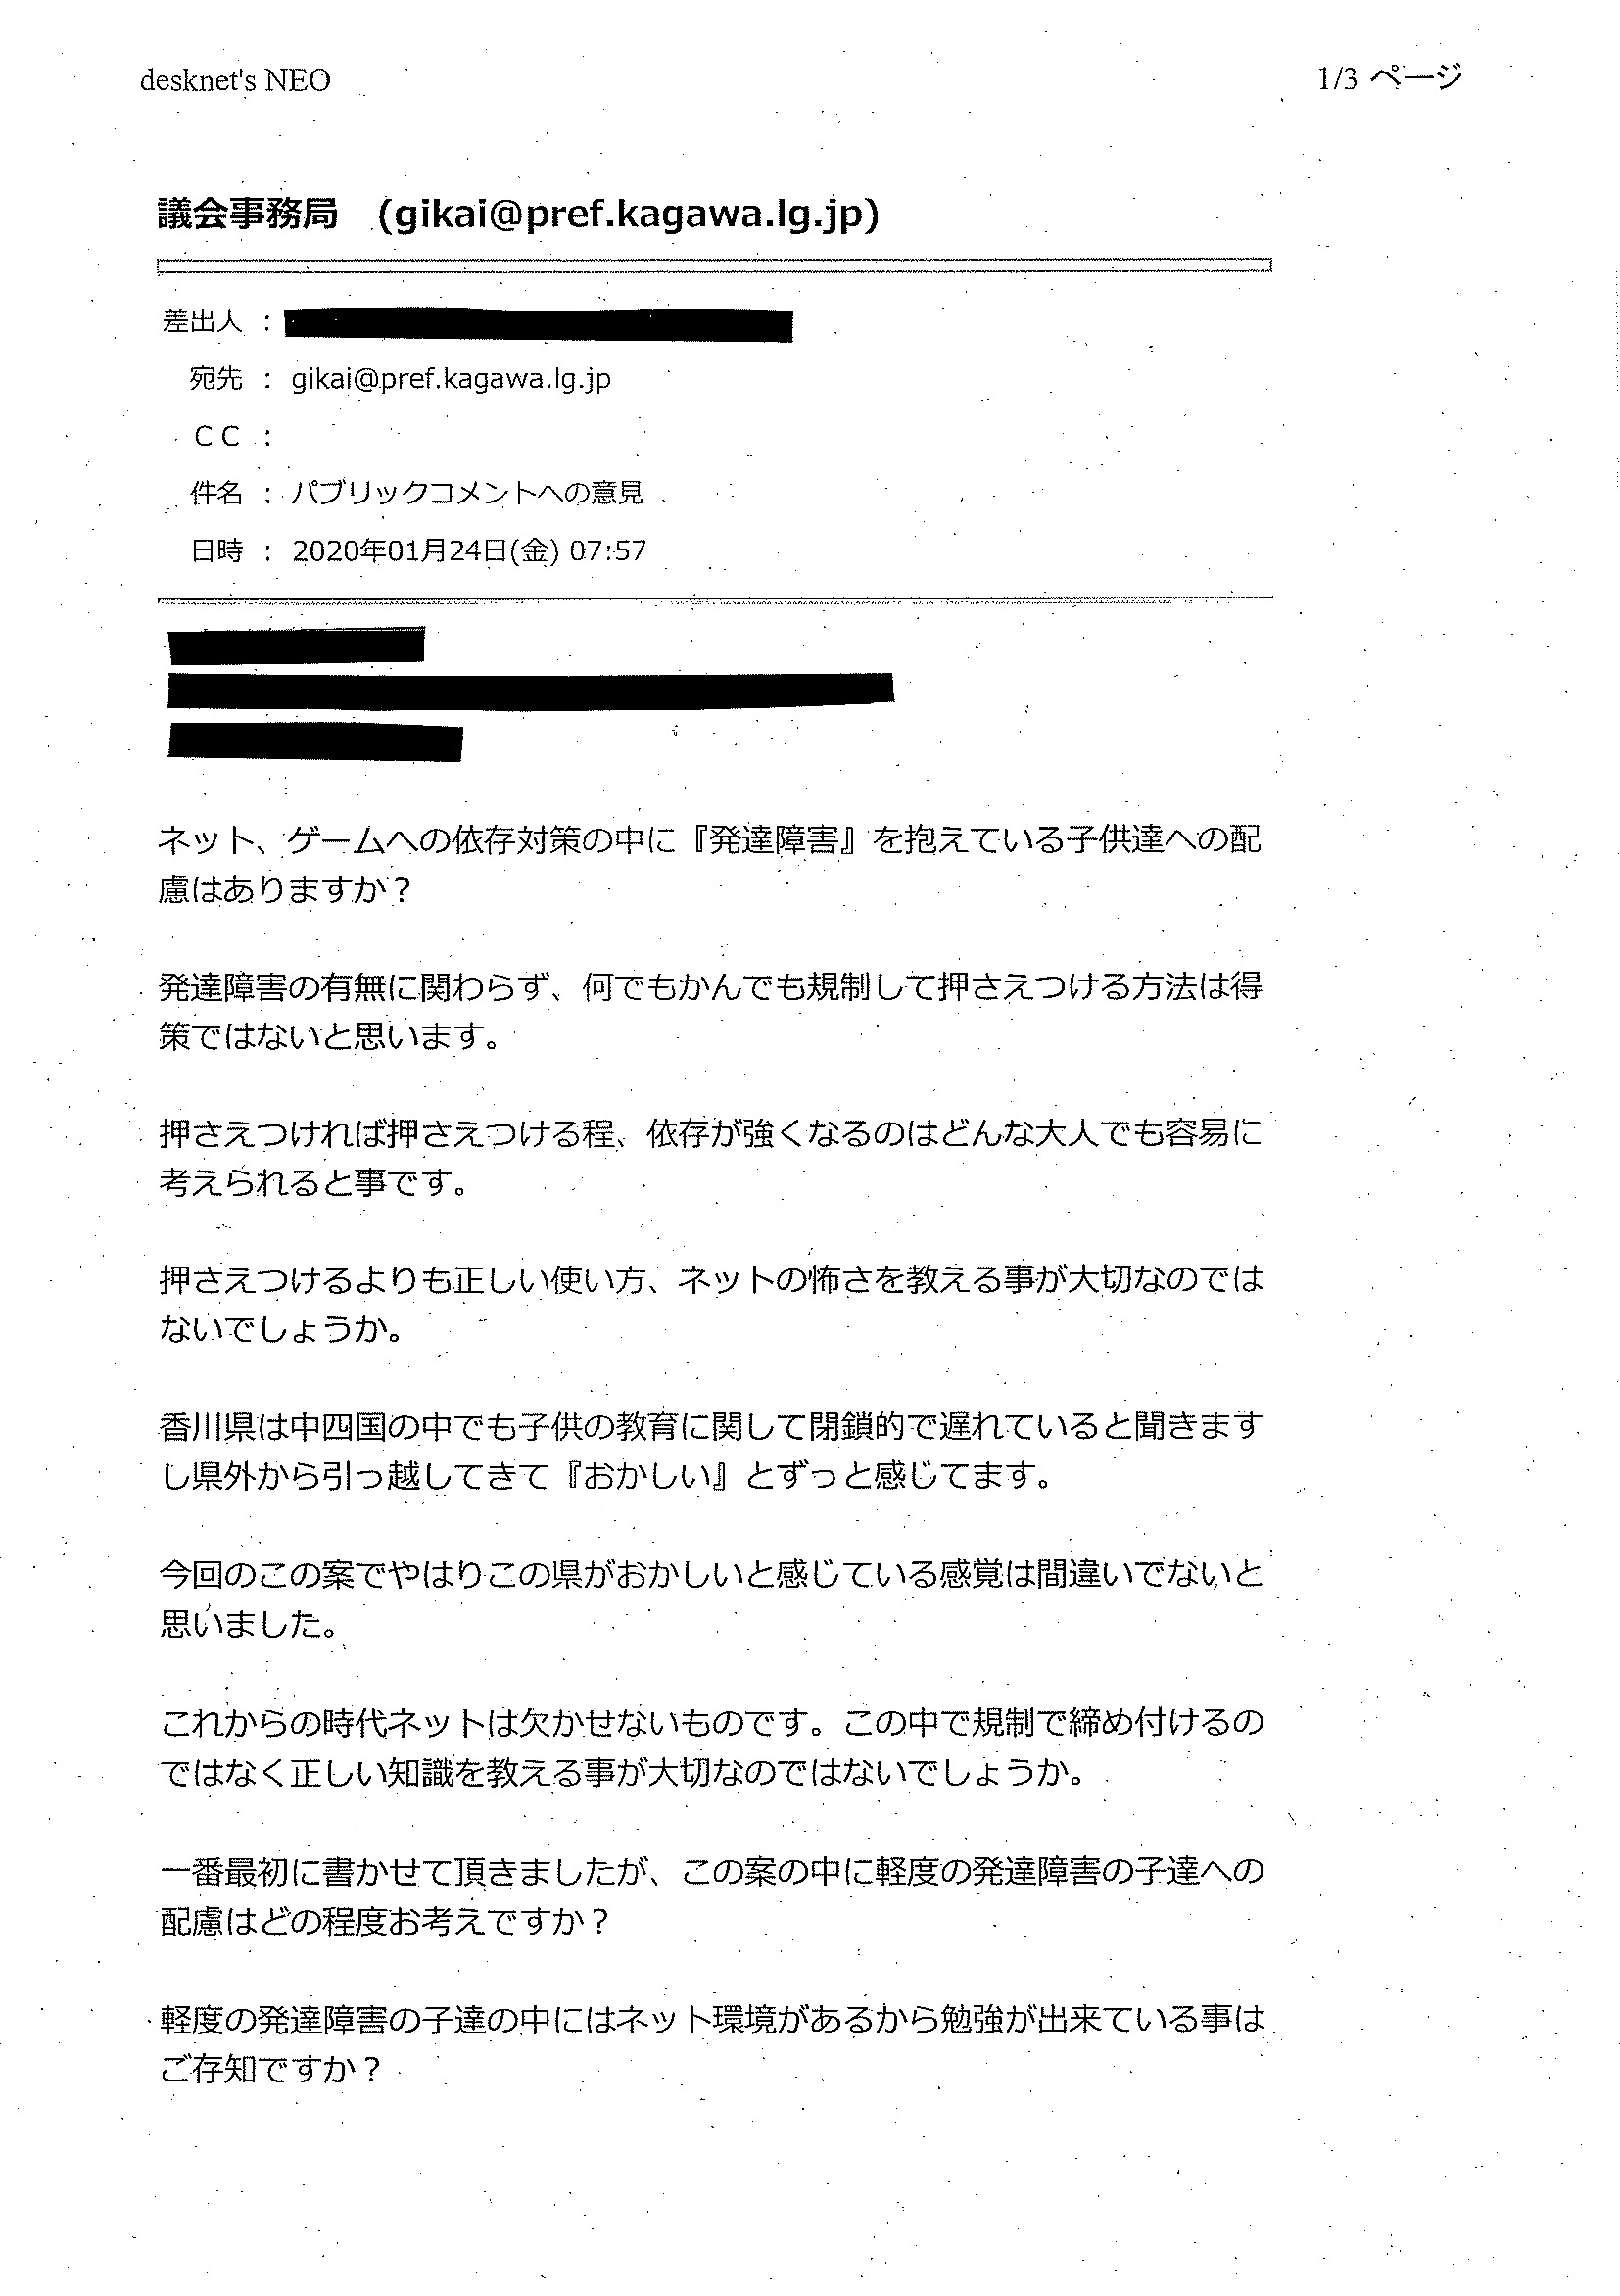 desknet's NEO
1/3 ページ
議会事務局　(gikai@pref.kagawa.lg.jp)
差出人 ：
宛先 ： gikai@pref.kagawa.lg.jp
ＣＣ ：
件名 ： パブリックコメントへの意見
日時 ： 2020年01月24日(金) 07:57
ネット、ゲームへの依存対策の中に『発達障害』を抱えている子供達への配
慮はありますか？
発達障害の有無に関わらず、何でもかんでも規制して押さえつける方法は得
策ではないと思います。
押さえつければ押さえつける程、依存が強くなるのはどんな大人でも容易に
考えられると事です。
押さえつけるよりも正しい使い方、ネットの怖さを教える事が大切なのでは
ないでしょうか。
香川県は中四国の中でも子供の教育に関して閉鎖的で遅れていると聞きます
し県外から引っ越してきて『おかしい』とずっと感じてます。
今回のこの案でやはりこの県がおかしいと感じている感覚は間違いでないと
思いました。
これからの時代ネットは欠かせないものです。この中で規制で締め付けるの
ではなく正しい知識を教える事が大切なのではないでしょうか。
一番最初に書かせて頂きましたが、この案の中に軽度の発達障害の子達への
配慮はどの程度お考えですか？
軽度の発達障害の子達の中にはネット環境があるから勉強が出来ている事は
ご存知ですか？